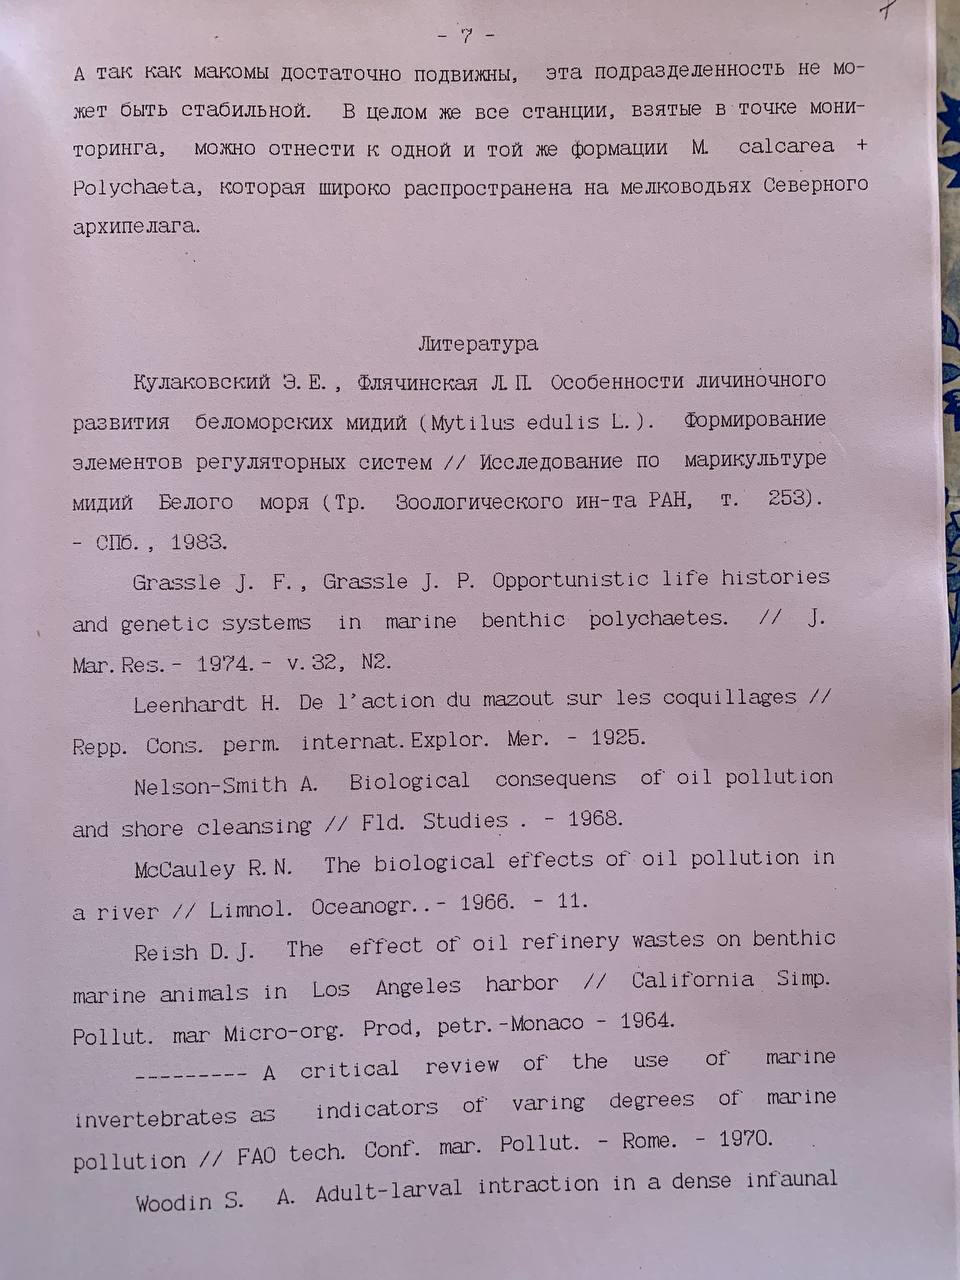 - 7 -
А так как макомы достаточно подвижны, эта подразделенность не мо-
жет быть стабильной. В целом же все станции, взятые в точке мони-
торинга, можно отнести к одной и той же формации M. calcarea +
Polychaeta, которая широко распространена на мелководьях Северного
архипелага.
Литература
Кулаковский Э.Е., Флячинская Л.П. Особенности личиночного
развития беломорских мидий (Mytilus edulis L.). Формирование
элементов регуляторных систем // Исследование по марикультуре
мидий Белого моря (Тр. Зоологического ин-та РАН, т. 253).
- СПб., 1983.
Grassle J. F., Grassle J. P. Opportunistic life histories
and genetic systems in marine benthic polychaetes. // J.
Mar.Res.- 1974.- v.32, N2.
Leenhardt H. De l'action du mazout sur les coquillages //
Repp. Cons. perm. internat.Explor. Mer. - 1925.
Nelson-Smith A. Biological consequens of oil pollution
and shore cleansing // Fld. Studies . - 1968.
McCauley R.N. The biological effects of oil pollution in
a river // Limnol. Oceanogr..- 1966. - 11.
Reish D.J. The effect of oil refinery wastes on benthic
marine animals in Los Angeles harbor // California Simp.
Pollut. mar Micro-org. Prod, petr.-Monaco - 1964.
--------- A critical review of the use of marine
invertebrates as indicators of varing degrees of marine
pollution // FAO tech. Conf. mar. Pollut. - Rome. - 1970.
Woodin S. A. Adult-larval intraction in a dense infaunal